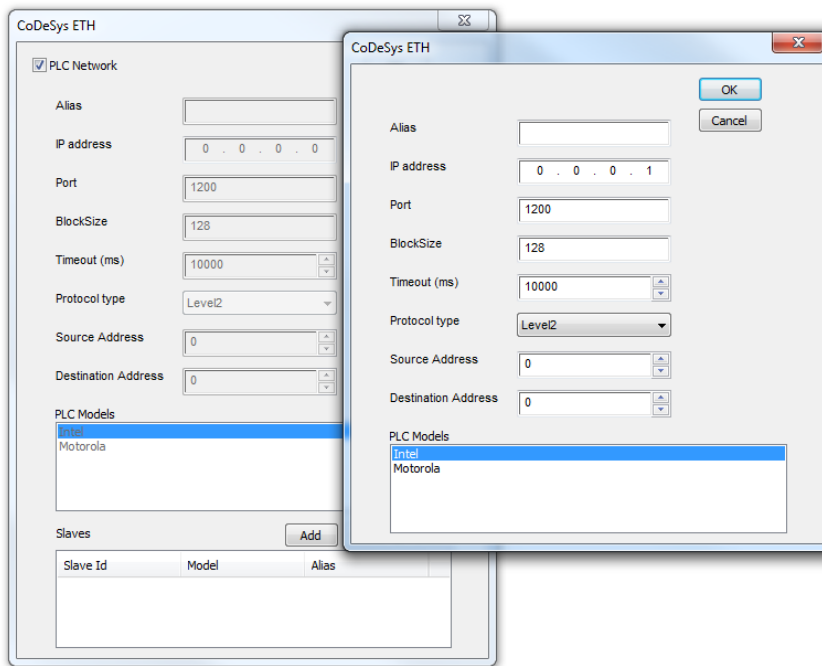 CoDeSys ETH
PLC Network
Alias
IP address 0 . 0 . 0 . 0
Port 1200
BlockSize 128
Timeout (ms) 10000
Protocol type Level2
Source Address 0
Destination Address 0
PLC Models
Intel
Motorola
Slaves Add
Slave Id Model Alias
CoDeSys ETH
OK
Cancel
Alias
IP address 0 . 0 . 0 . 1
Port 1200
BlockSize 128
Timeout (ms) 10000
Protocol type Level2
Source Address 0
Destination Address 0
PLC Models
Intel
Motorola